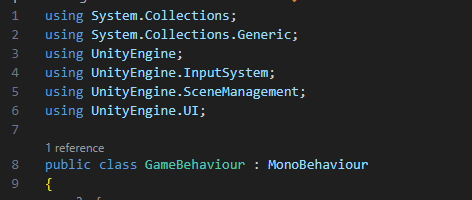 1 using System.Collections;
2 using System.Collections.Generic;
3 using UnityEngine;
4 using UnityEngine.InputSystem;
5 using UnityEngine.SceneManagement;
6 using UnityEngine.UI;
7
1 reference
8 public class GameBehaviour : MonoBehaviour
9 {